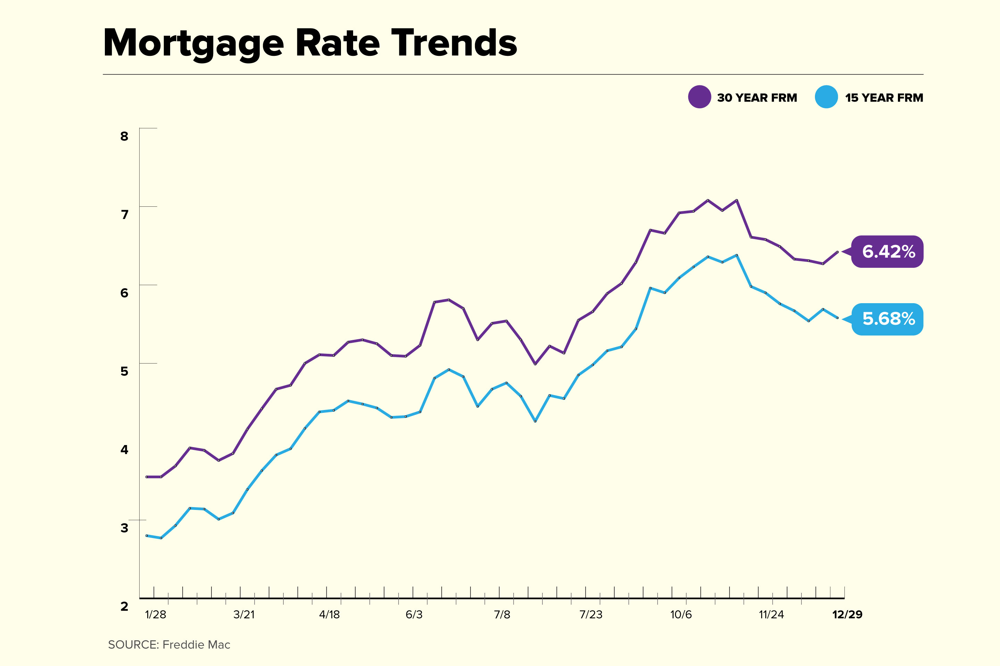 Mortgage Rate Trends
30 YEAR FRM 15 YEAR FRM
8
7
6
5
4
3
2
6.42%
5.68%
1/28 3/21 4/18 6/3 7/8 7/23 10/6 11/24 12/29
SOURCE: Freddie Mac